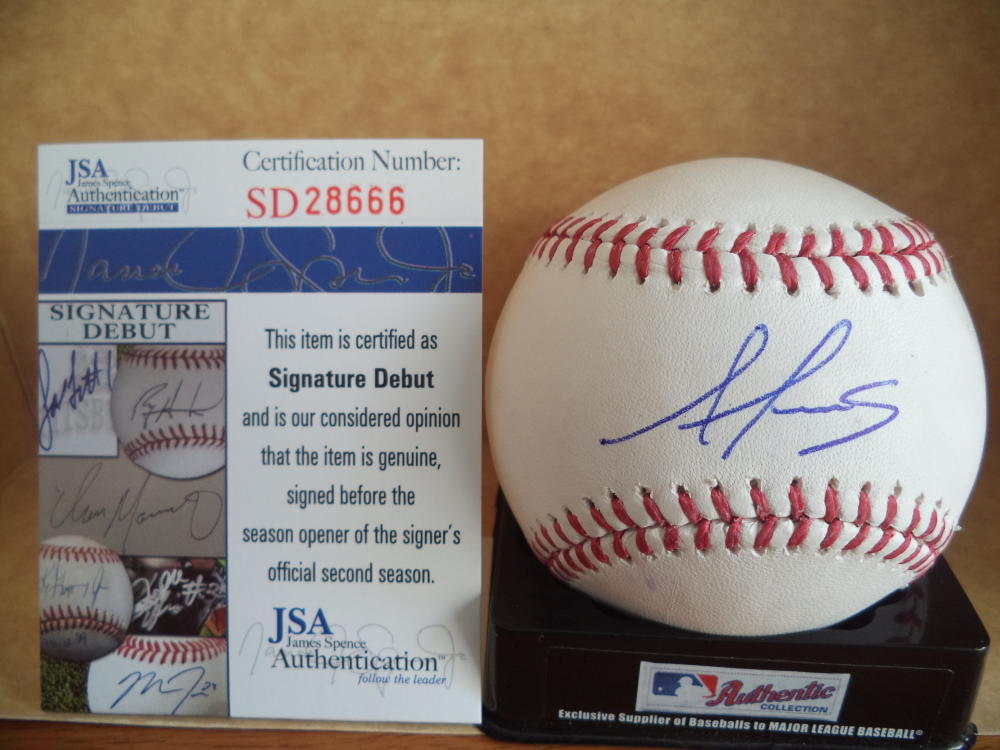 JSA
James Spence
Authentication™
SIGNATURE DEBUT
Certification Number:
SD28666
SIGNATURE
DEBUT
This item is certified as
Signature Debut
and is our considered opinion
that the item is genuine,
signed before the
season opener of the signer's
official second season.
JSA
James Spence
Authentication™
follow the leader
Authentic
COLLECTION
Exclusive Supplier of Baseballs to MAJOR LEAGUE BASEBALL®